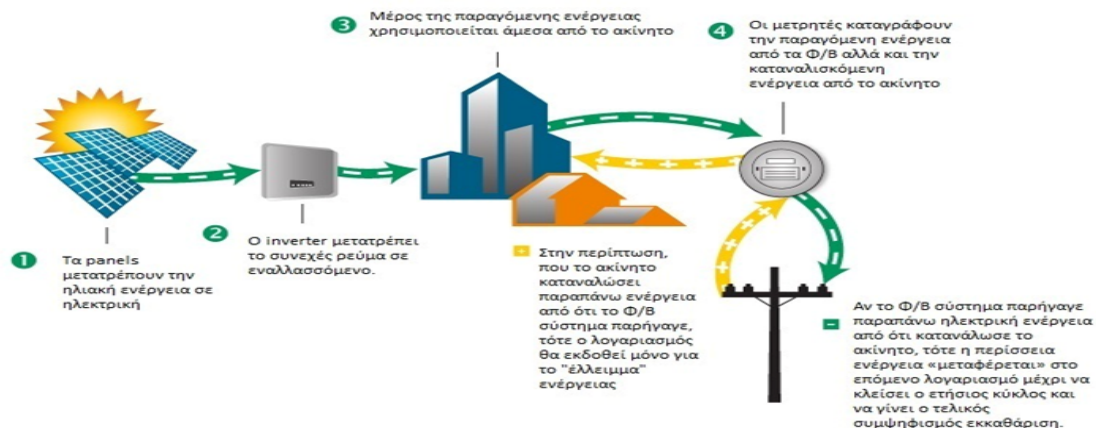 1
Τα panels
μετατρέπουν την
ηλιακή ενέργεια σε
ηλεκτρική
2
Ο inverter μετατρέπει
το συνεχές ρεύμα σε
εναλλασσόμενο.
3
Μέρος της παραγόμενης ενέργειας
χρησιμοποιείται άμεσα από το ακίνητο
4
Οι μετρητές καταγράφουν
την παραγόμενη ενέργεια
από τα Φ/Β αλλά και την
καταναλισκόμενη
ενέργεια από το ακίνητο
+
Στην περίπτωση,
που το ακίνητο
καταναλώσει
παραπάνω ενέργεια
από ότι το Φ/Β
σύστημα παρήγαγε,
τότε ο λογαριασμός
θα εκδοθεί μόνο για
το "έλλειμμα"
ενέργειας
–
Αν το Φ/Β σύστημα παρήγαγε
παραπάνω ηλεκτρική ενέργεια
από ότι κατανάλωσε το
ακίνητο, τότε η περίσσεια
ενέργεια «μεταφέρεται» στο
επόμενο λογαριασμό μέχρι να
κλείσει ο ετήσιος κύκλος και
να γίνει ο τελικός
συμψηφισμός εκκαθάριση.